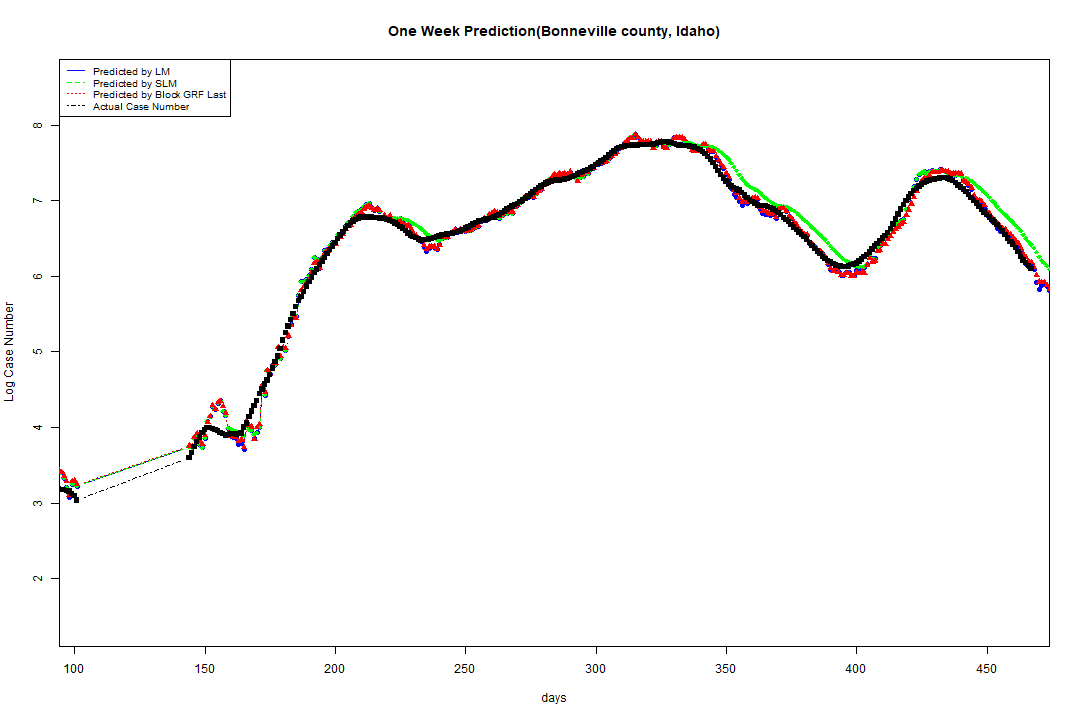 One Week Prediction(Bonneville county, Idaho)
Predicted by LM
Predicted by SLM
Predicted by Block GRF Last
Actual Case Number
Log Case Number
8
7
6
5
4
3
2
100 150 200 250 300 350 400 450
days